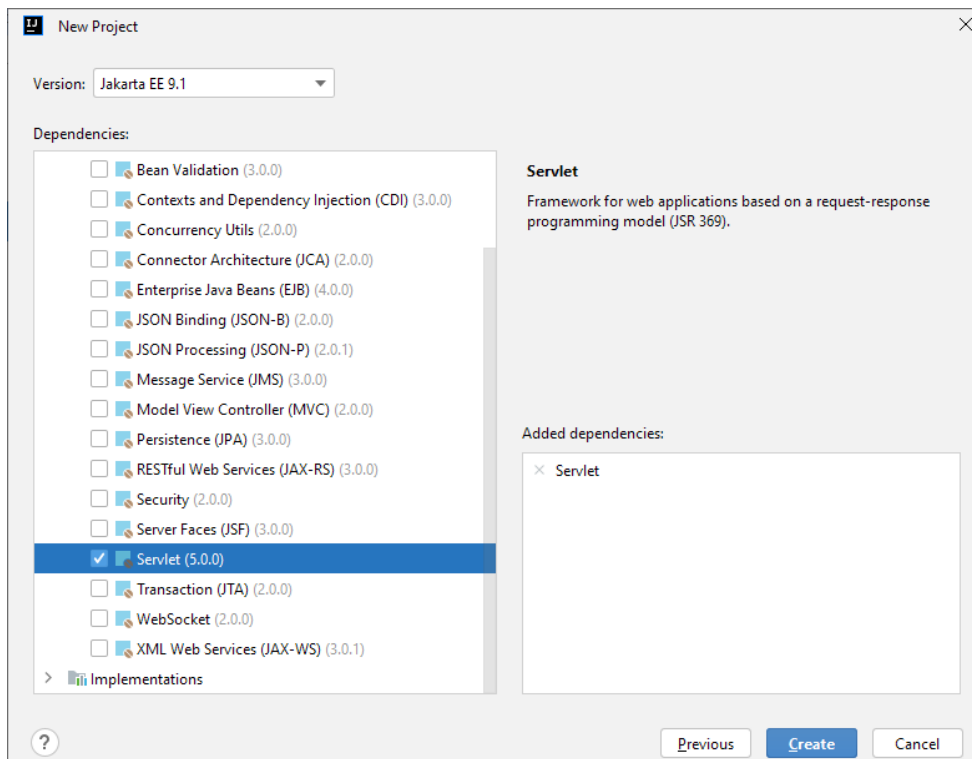 IJ New Project
Version: Jakarta EE 9.1
Dependencies:
Bean Validation (3.0.0)
Contexts and Dependency Injection (CDI) (3.0.0)
Concurrency Utils (2.0.0)
Connector Architecture (JCA) (2.0.0)
Enterprise Java Beans (EJB) (4.0.0)
JSON Binding (JSON-B) (2.0.0)
JSON Processing (JSON-P) (2.0.1)
Message Service (JMS) (3.0.0)
Model View Controller (MVC) (2.0.0)
Persistence (JPA) (3.0.0)
RESTful Web Services (JAX-RS) (3.0.0)
Security (2.0.0)
Server Faces (JSF) (3.0.0)
Servlet (5.0.0)
Transaction (JTA) (2.0.0)
WebSocket (2.0.0)
XML Web Services (JAX-WS) (3.0.1)
Implementations
Servlet
Framework for web applications based on a request-response
programming model (JSR 369).
Added dependencies:
Servlet
? Previous Create Cancel